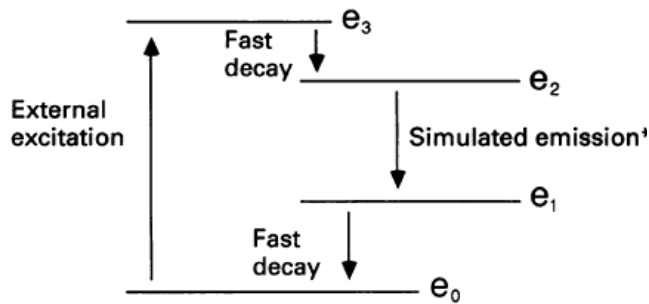 e₃
Fast
decay
e₂
External
excitation
Simulated emission*
e₁
Fast
decay
e₀